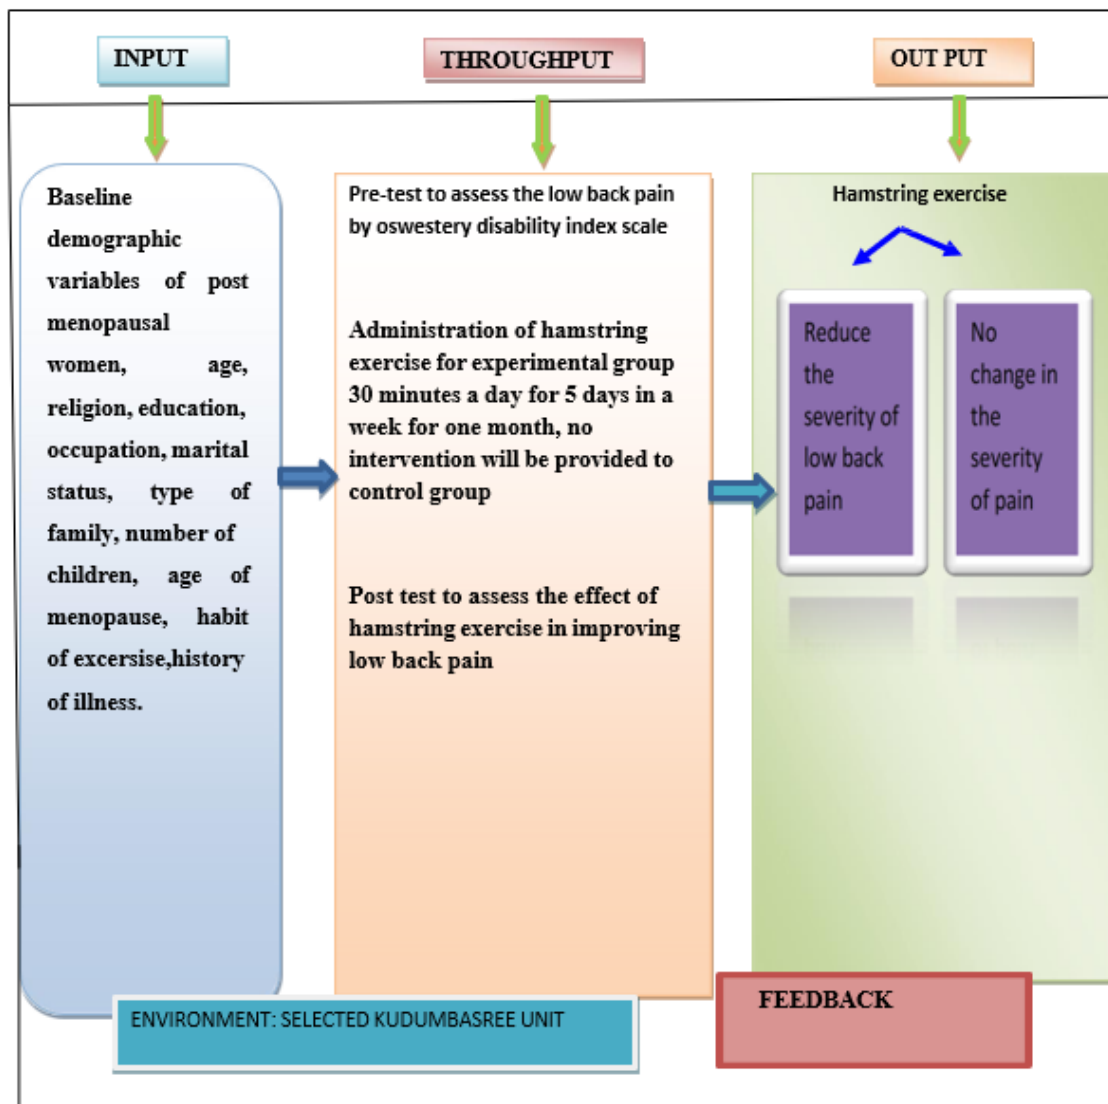 INPUT
THROUGHPUT
OUT PUT
Baseline
demographic
variables of post
menopausal
women, age,
religion, education,
occupation, marital
status, type of
family, number of
children, age of
menopause, habit
of excersise,history
of illness.
Pre-test to assess the low back pain
by oswestery disability index scale
Administration of hamstring
exercise for experimental group
30 minutes a day for 5 days in a
week for one month, no
intervention will be provided to
control group
Post test to assess the effect of
hamstring exercise in improving
low back pain
Hamstring exercise
Reduce
the
severity of
low back
pain
No
change in
the
severity
of pain
ENVIRONMENT: SELECTED KUDUMBASREE UNIT
FEEDBACK